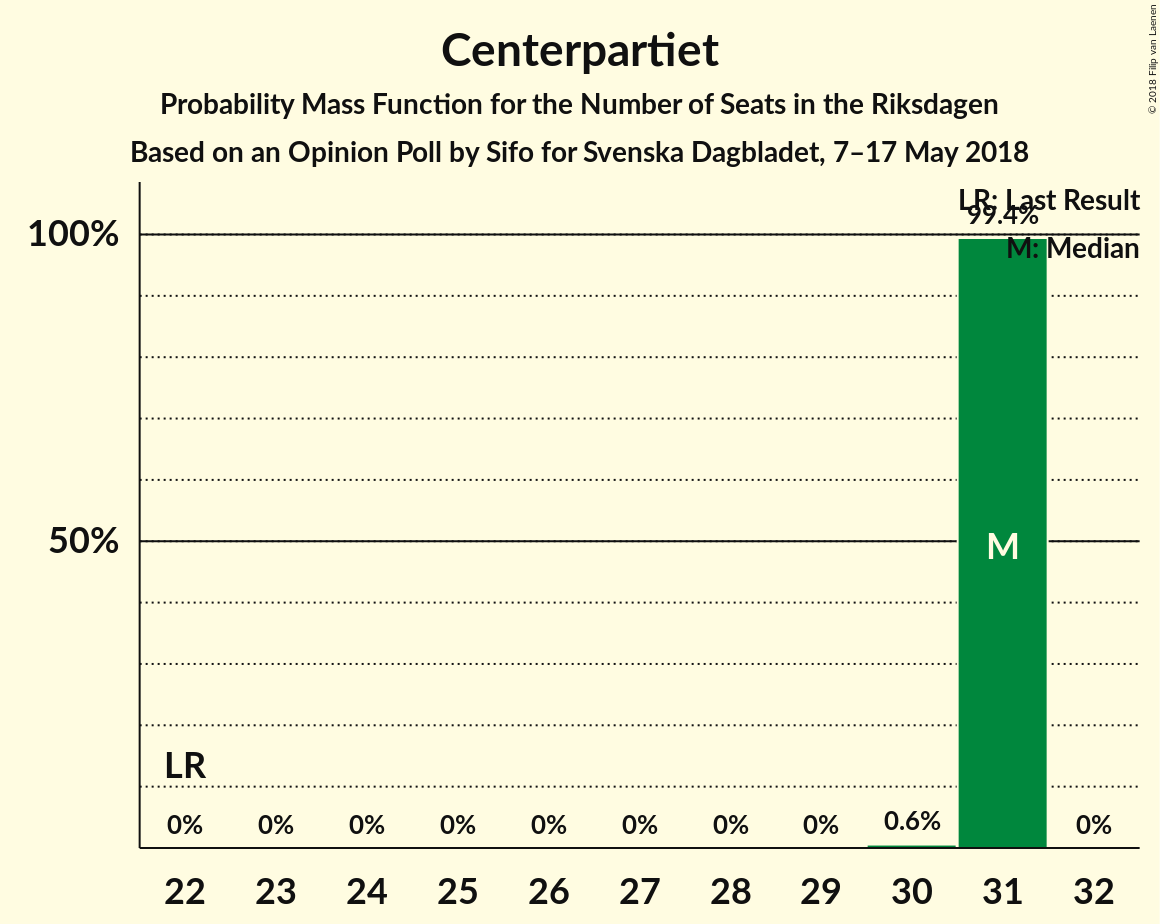 Centerpartiet
Probability Mass Function for the Number of Seats in the Riksdagen
Based on an Opinion Poll by Sifo for Svenska Dagbladet, 7–17 May 2018
© 2018 Filip van Laenen
LR: Last Result
M: Median
100%
50%
99.4%
M
LR
0% 0% 0% 0% 0% 0% 0% 0% 0.6% 0%
22 23 24 25 26 27 28 29 30 31 32